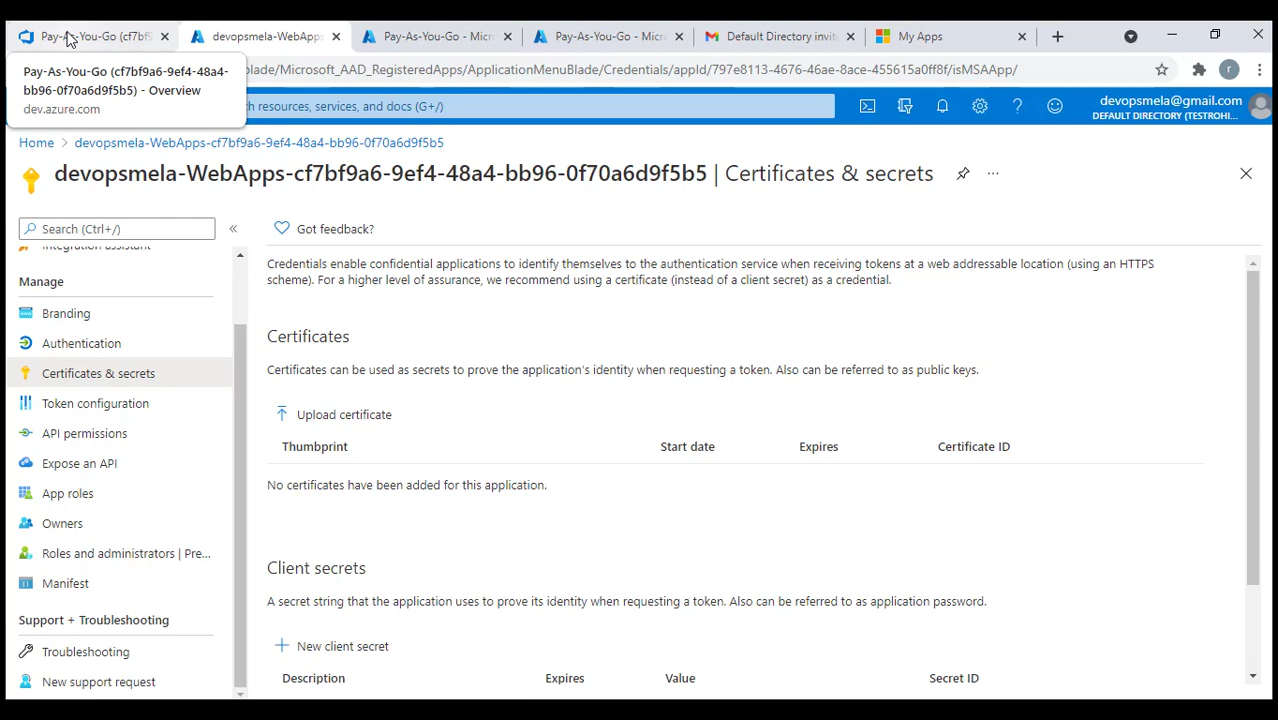 Pay-As-You-Go (cf7bf9
devopsmela-WebApps
Pay-As-You-Go - Micr
Pay-As-You-Go - Micr
Default Directory invit
My Apps
Pay-As-You-Go (cf7bf9a6-9ef4-48a4-
bb96-0f70a6d9f5b5) - Overview
dev.azure.com
blade/Microsoft_AAD_RegisteredApps/ApplicationMenuBlade/Credentials/appId/797e8113-4676-46ae-8ace-455615a0ff8f/isMSAApp/
r
h resources, services, and docs (G+/)
devopsmela@gmail.com
DEFAULT DIRECTORY (TESTROHI...
Home > devopsmela-WebApps-cf7bf9a6-9ef4-48a4-bb96-0f70a6d9f5b5
devopsmela-WebApps-cf7bf9a6-9ef4-48a4-bb96-0f70a6d9f5b5 | Certificates & secrets
Search (Ctrl+/)
Integration assistant
Manage
Branding
Authentication
Certificates & secrets
Token configuration
API permissions
Expose an API
App roles
Owners
Roles and administrators | Pre...
Manifest
Support + Troubleshooting
Troubleshooting
New support request
Got feedback?
Credentials enable confidential applications to identify themselves to the authentication service when receiving tokens at a web addressable location (using an HTTPS
scheme). For a higher level of assurance, we recommend using a certificate (instead of a client secret) as a credential.
Certificates
Certificates can be used as secrets to prove the application's identity when requesting a token. Also can be referred to as public keys.
Upload certificate
Thumbprint Start date Expires Certificate ID
No certificates have been added for this application.
Client secrets
A secret string that the application uses to prove its identity when requesting a token. Also can be referred to as application password.
New client secret
Description Expires Value Secret ID